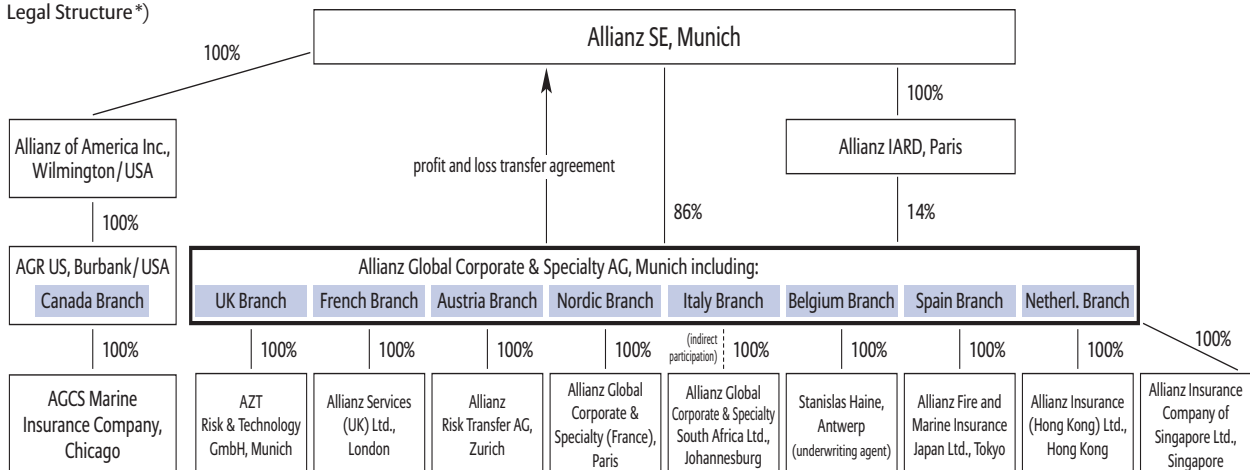 Legal Structure*)
Allianz SE, Munich
100%
100%
Allianz of America Inc.,
Wilmington/USA
Allianz IARD, Paris
profit and loss transfer agreement
100%
86%
14%
AGR US, Burbank/USA
Canada Branch
Allianz Global Corporate & Specialty AG, Munich including:
UK Branch
French Branch
Austria Branch
Nordic Branch
Italy Branch
Belgium Branch
Spain Branch
Netherl. Branch
100%
100%
100%
100%
100%
(indirect
participation)
100%
100%
100%
100%
100%
AGCS Marine
Insurance Company,
Chicago
AZT
Risk & Technology
GmbH, Munich
Allianz Services
(UK) Ltd.,
London
Allianz
Risk Transfer AG,
Zurich
Allianz Global
Corporate &
Specialty (France),
Paris
Allianz Global
Corporate & Specialty
South Africa Ltd.,
Johannesburg
Stanislas Haine,
Antwerp
(underwriting agent)
Allianz Fire and
Marine Insurance
Japan Ltd., Tokyo
Allianz Insurance
(Hong Kong) Ltd.,
Hong Kong
Allianz Insurance
Company of
Singapore Ltd.,
Singapore